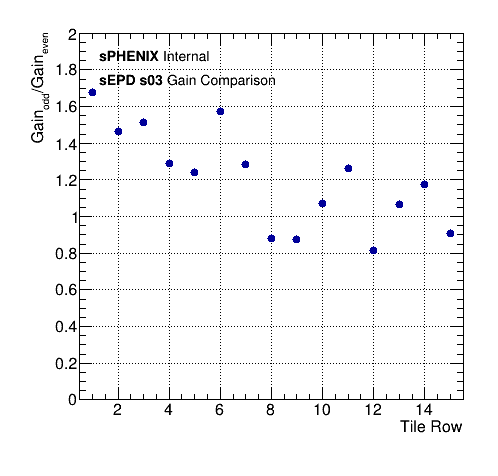 Gain_odd/Gain_even
sPHENIX Internal
sEPD s03 Gain Comparison
2
1.8
1.6
1.4
1.2
1
0.8
0.6
0.4
0.2
0
2 4 6 8 10 12 14
Tile Row